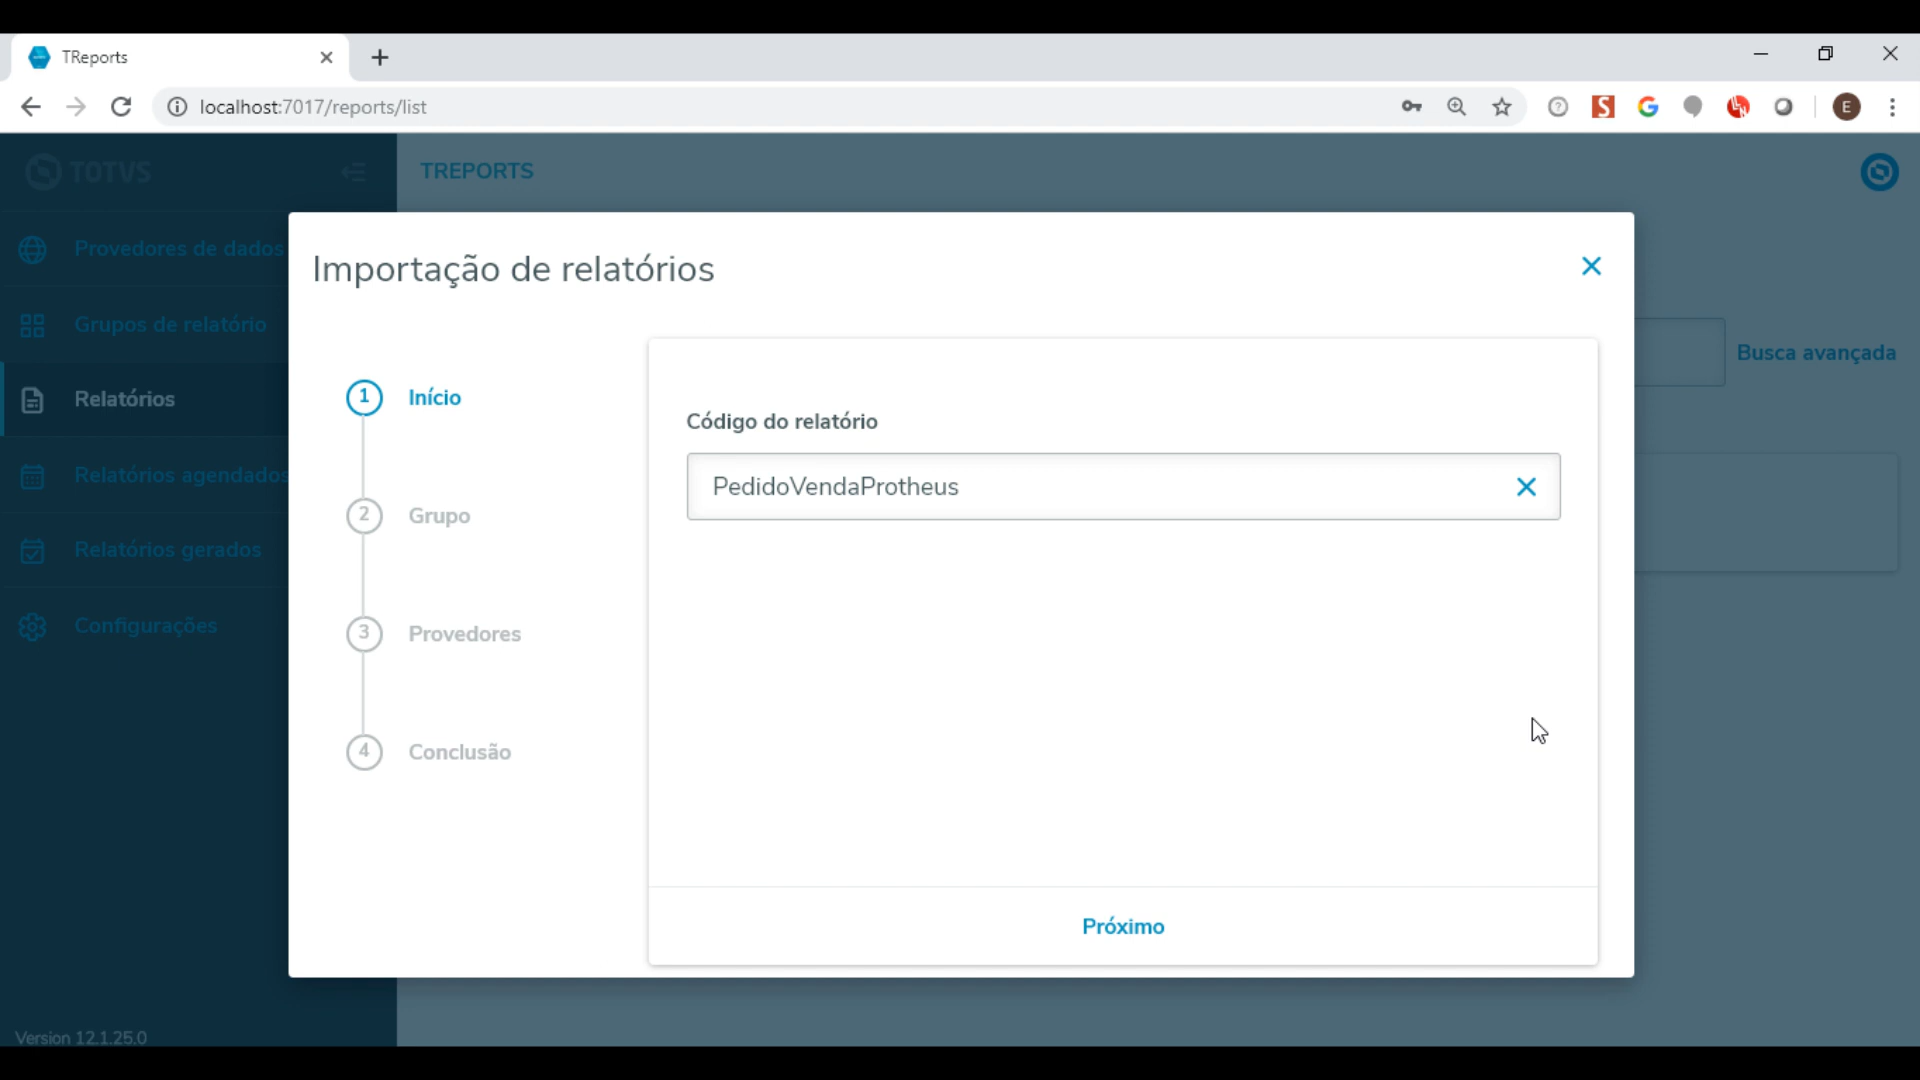 TReports
localhost:7017/reports/list
E
TOTVS
TREPORTS
Provedores de dados
Grupos de relatório
Relatórios
Relatórios agendados
Relatórios gerados
Configurações
Version 12.1.25.0
Busca avançada
Importação de relatórios
1 Início
2 Grupo
3 Provedores
4 Conclusão
Código do relatório
PedidoVendaProtheus
Próximo